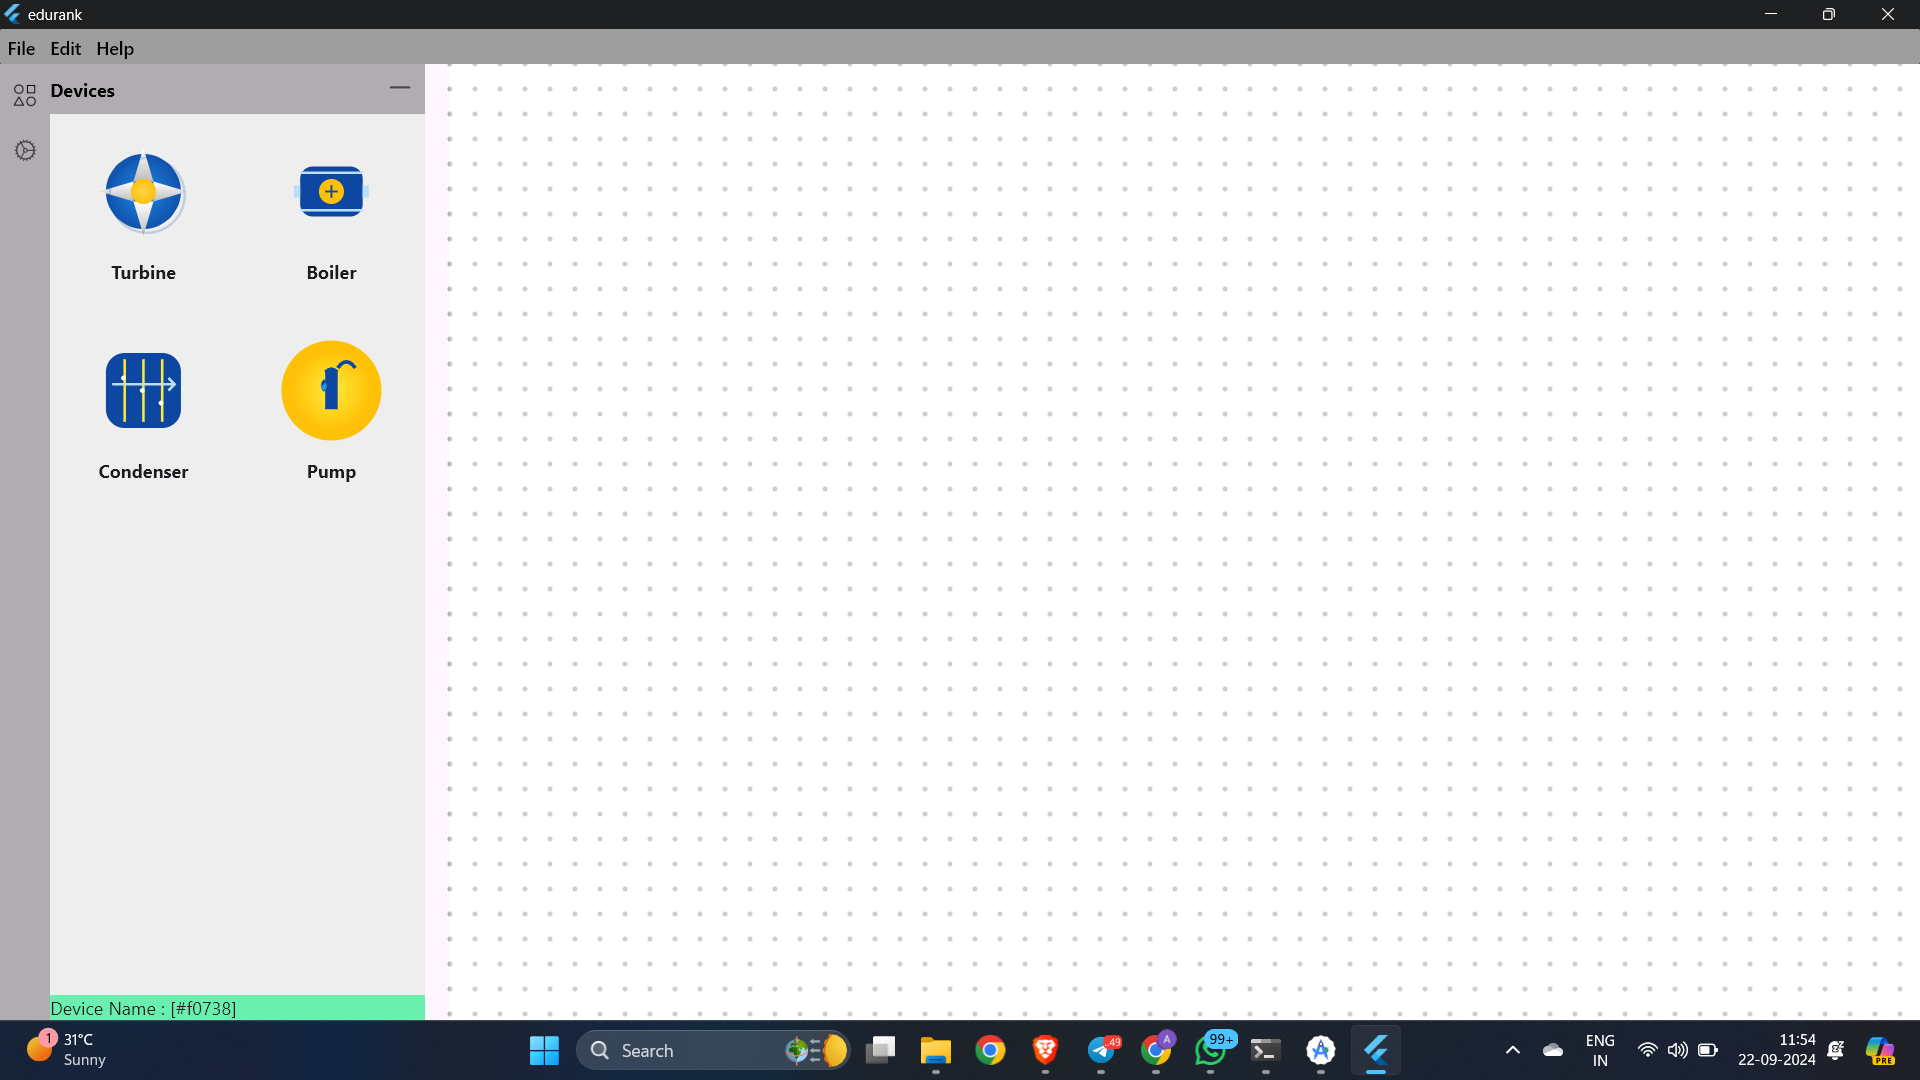 edurank
File Edit Help
Devices
Turbine Boiler
Condenser Pump
Device Name : [#f0738]
1 31°C
Sunny
Search
.49
A
99+
ENG
IN
11:54
22-09-2024
PRE